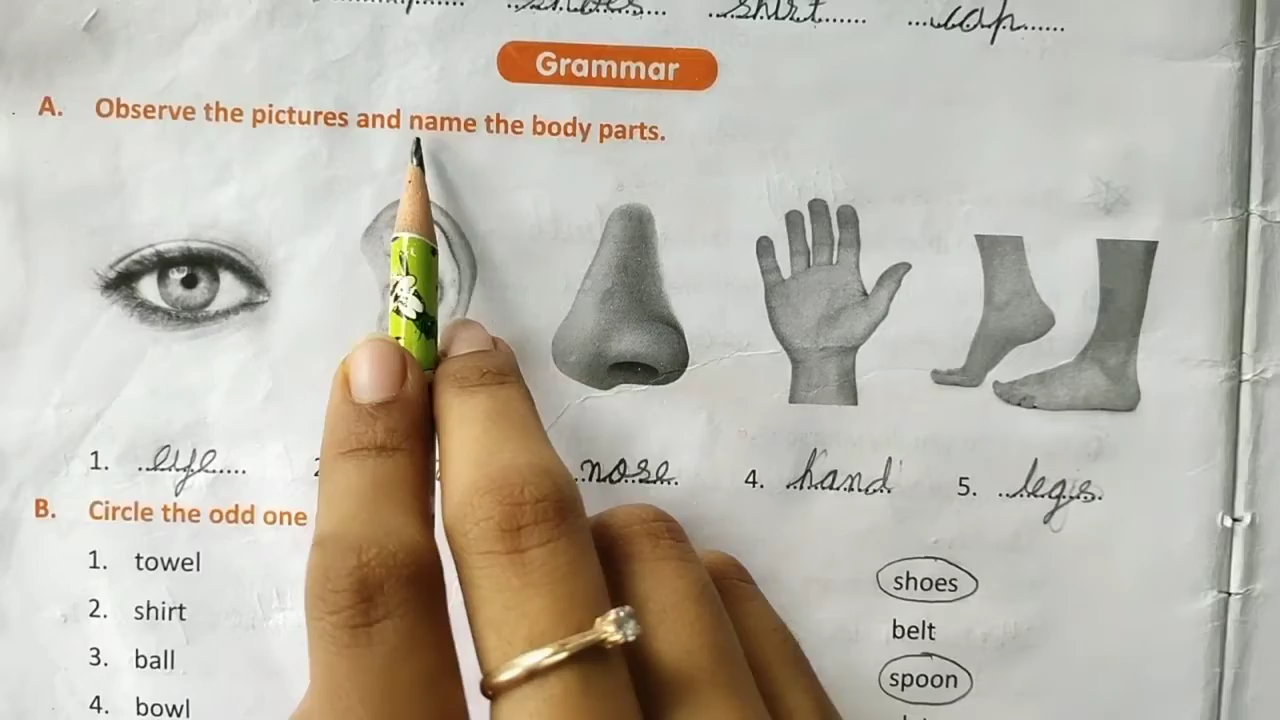 shirt cap
Grammar
A. Observe the pictures and name the body parts.
1. eye nose 4. hand 5. legs
B. Circle the odd one
1. towel shoes
2. shirt belt
3. ball spoon
4. bowl